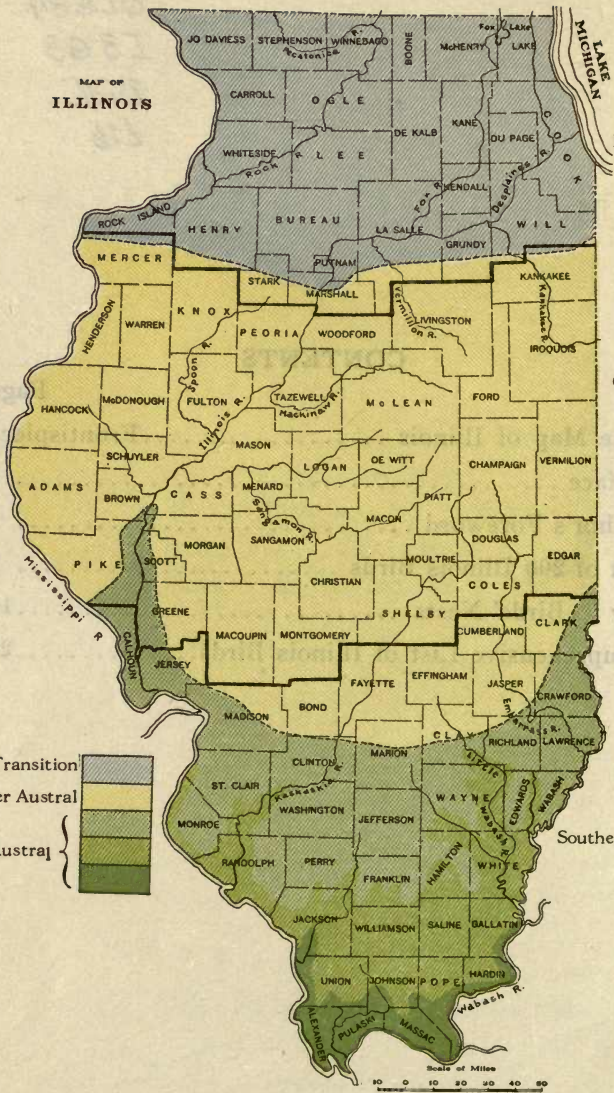 MAP OF
ILLINOIS
LAKE
MICHIGAN
Fox Lake
JO DAVIESS
STEPHENSON
WINNEBAGO
BOONE
McHENRY
LAKE
Pecatonica R.
CARROLL
OGLE
DE KALB
KANE
COOK
DU PAGE
WHITESIDE
LEE
Rock R.
Fox R.
KENDALL
Desplaines R.
ROCK ISLAND
HENRY
BUREAU
LA SALLE
GRUNDY
WILL
PUTNAM
MERCER
STARK
MARSHALL
KANKAKEE
Kankakee R.
HENDERSON
WARREN
KNOX
PEORIA
WOODFORD
Vermillion R.
LIVINGSTON
IROQUOIS
Spoon R.
HANCOCK
McDONOUGH
FULTON
Illinois R.
TAZEWELL
Mackinaw R.
McLEAN
FORD
MASON
SCHUYLER
LOGAN
DE WITT
CHAMPAIGN
VERMILION
ADAMS
BROWN
CASS
MENARD
PIATT
Sangamon R.
MACON
MORGAN
SANGAMON
DOUGLAS
PIKE
SCOTT
MOULTRIE
EDGAR
CHRISTIAN
COLES
Mississippi R.
GREENE
SHELBY
CALHOUN
MACOUPIN
MONTGOMERY
CUMBERLAND
CLARK
JERSEY
FAYETTE
EFFINGHAM
JASPER
CRAWFORD
MADISON
BOND
Embarrass R.
CLAY
RICHLAND
LAWRENCE
CLINTON
MARION
Little Wabash R.
Transition
ST. CLAIR
Kaskaskia R.
WAYNE
EDWARDS
WABASH
er Austral
WASHINGTON
JEFFERSON
MONROE
Southe
Austral
RANDOLPH
PERRY
HAMILTON
WHITE
FRANKLIN
JACKSON
WILLIAMSON
SALINE
GALLATIN
UNION
JOHNSON
POPE
HARDIN
Wabash R.
ALEXANDER
PULASKI
MASSAC
Scale of Miles
10 0 10 20 30 40 50